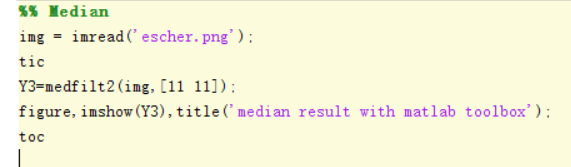 %% Median
img = imread('escher.png');
tic
Y3=medfilt2(img,[11 11]);
figure,imshow(Y3),title('median result with matlab toolbox');
toc